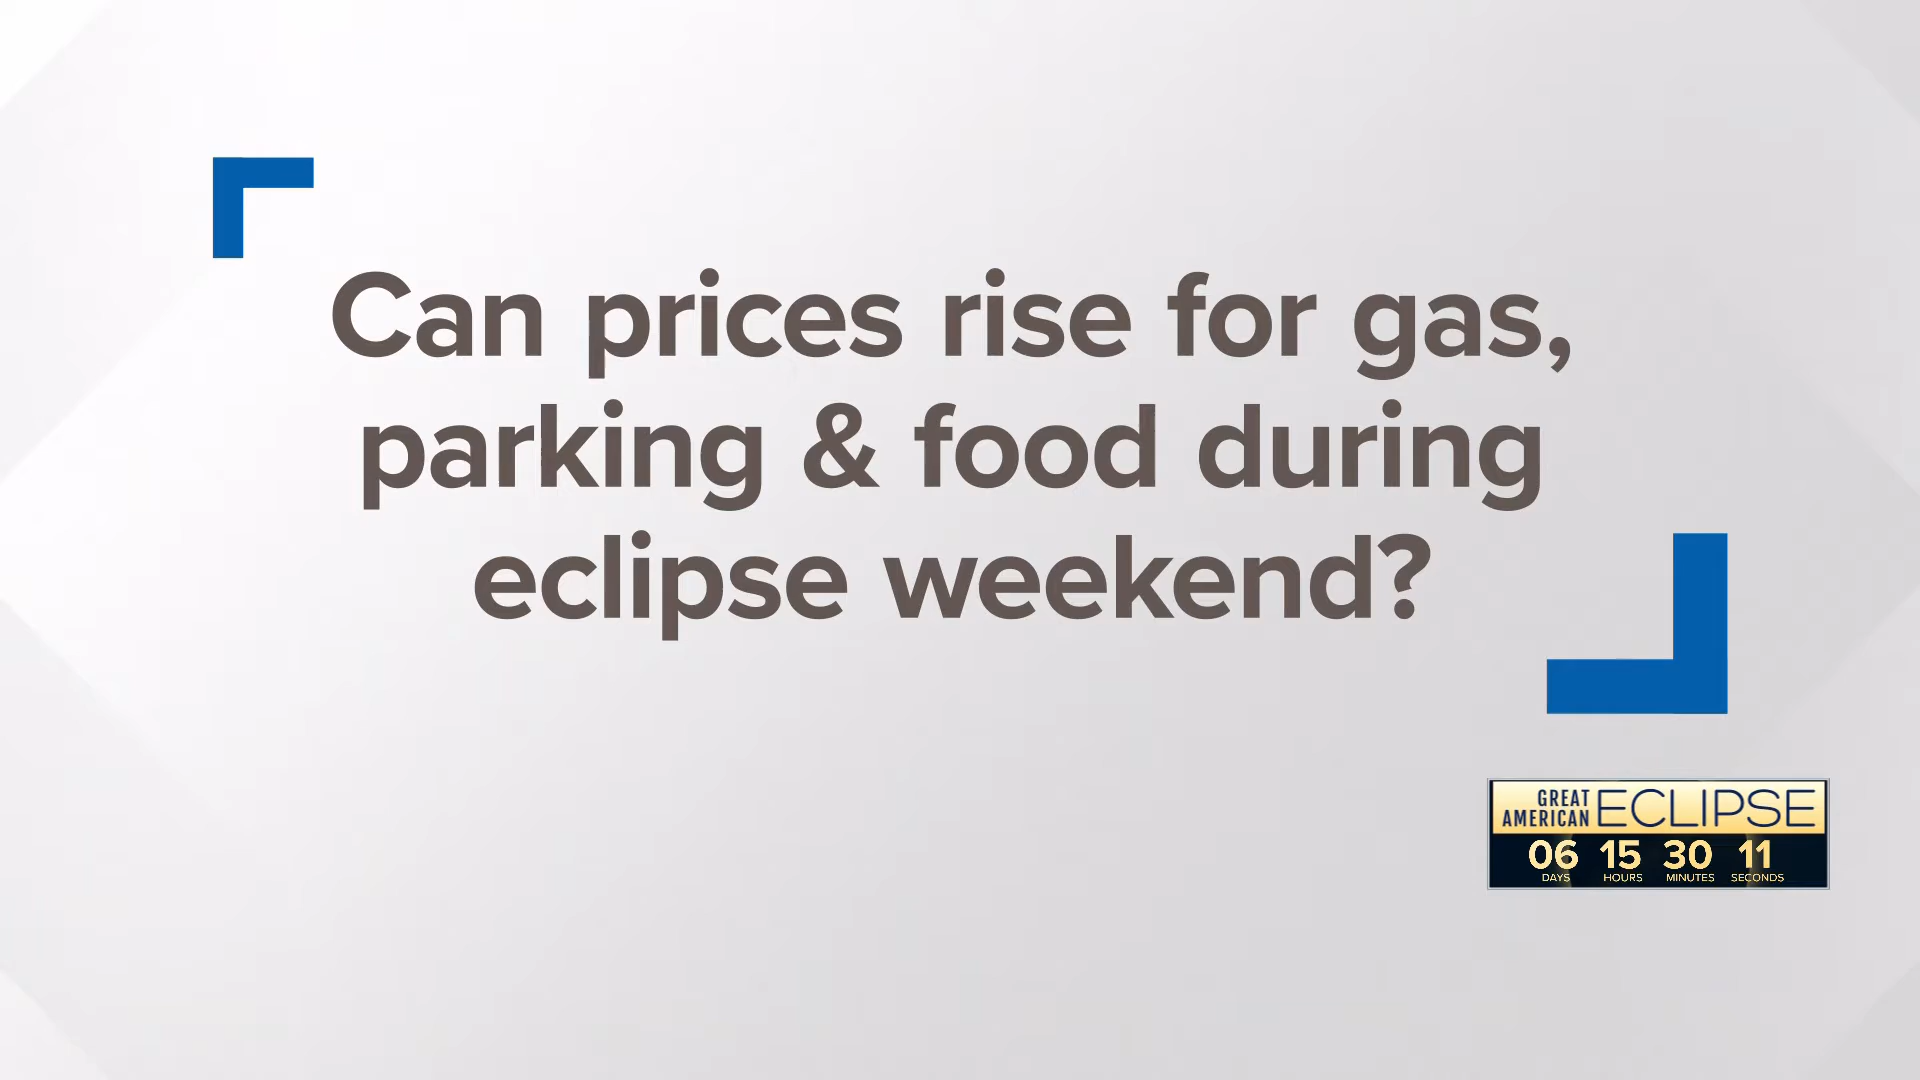 Can prices rise for gas,
parking & food during
eclipse weekend?
GREAT
AMERICAN ECLIPSE
06 15 30 11
DAYS HOURS MINUTES SECONDS